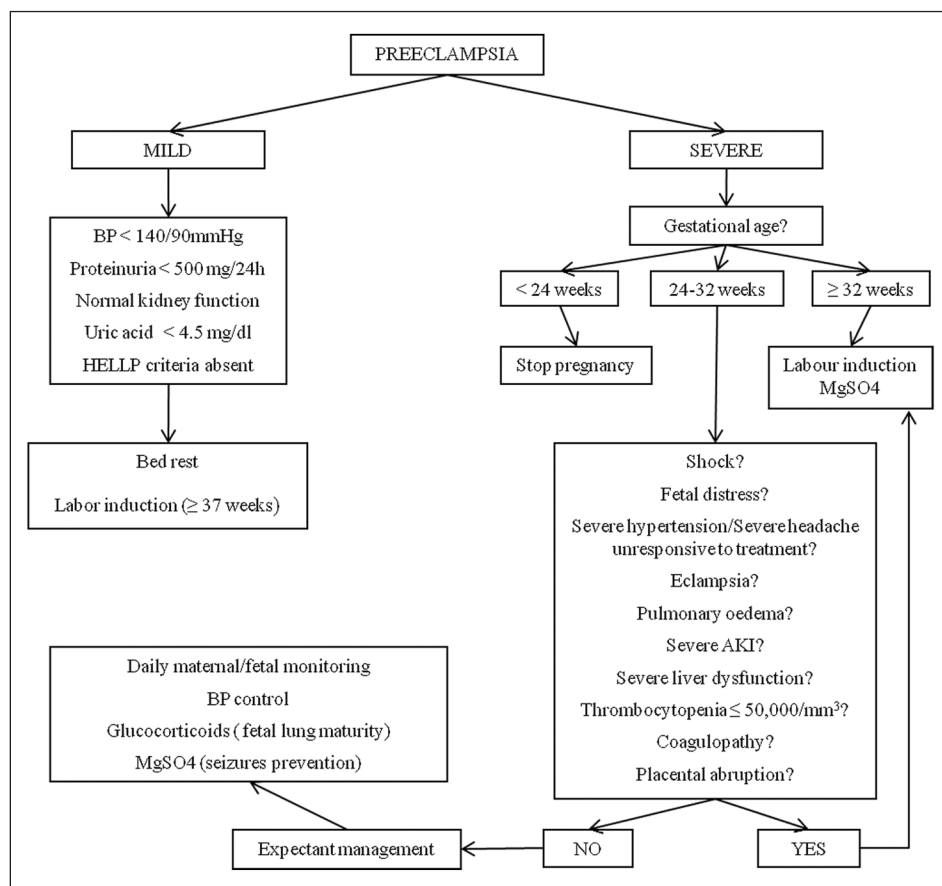 PREECLAMPSIA
MILD
SEVERE
BP < 140/90mmHg
Proteinuria < 500 mg/24h
Normal kidney function
Uric acid < 4.5 mg/dl
HELLP criteria absent
Gestational age?
< 24 weeks
24-32 weeks
≥ 32 weeks
Stop pregnancy
Labour induction
MgSO4
Bed rest
Labor induction (≥ 37 weeks)
Shock?
Fetal distress?
Severe hypertension/Severe headache
unresponsive to treatment?
Eclampsia?
Pulmonary oedema?
Severe AKI?
Severe liver dysfunction?
Thrombocytopenia ≤ 50,000/mm³?
Coagulopathy?
Placental abruption?
Daily maternal/fetal monitoring
BP control
Glucocorticoids ( fetal lung maturity)
MgSO4 (seizures prevention)
Expectant management
NO
YES